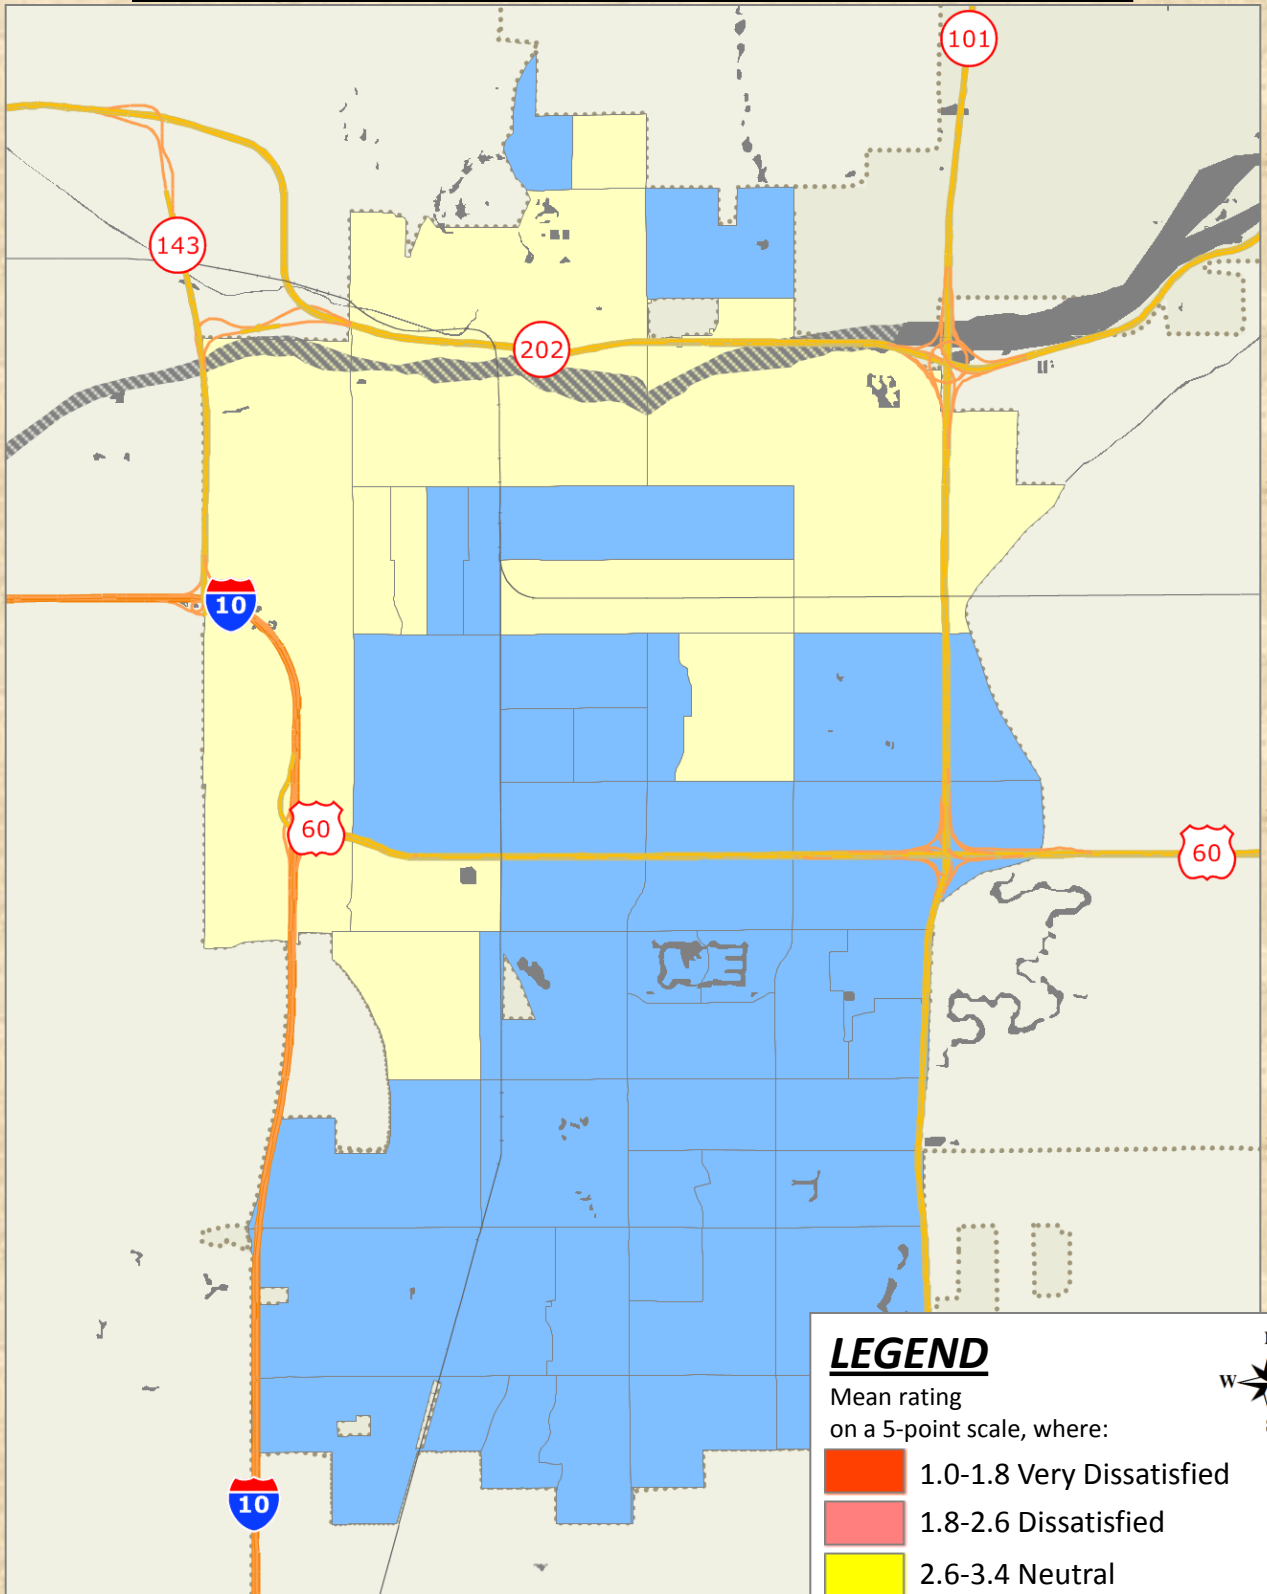 101
143
202
10
60
60
10
LEGEND
Mean rating
on a 5-point scale, where:
W
1.0-1.8 Very Dissatisfied
1.8-2.6 Dissatisfied
2.6-3.4 Neutral